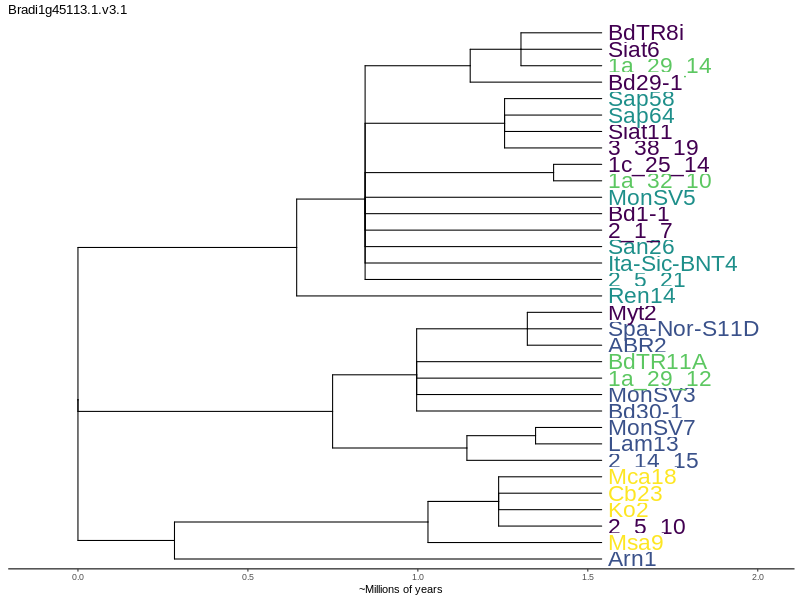 Bradi1g45113.1.v3.1
BdTR8i
Siat6
1a_29_14
Bd29-1
Sap58
Sap64
Siat11
3_38_19
1c_25_14
1a_32_10
MonSV5
Bd1-1
2_1_7
San26
Ita-Sic-BNT4
2_5_21
Ren14
Myt2
Spa-Nor-S11D
ABR2
BdTR11A
1a_29_12
MonSV3
Bd30-1
MonSV7
Lam13
2_14_15
Mca18
Cb23
Ko2
2_5_10
Msa9
Arn1
0.0 0.5 1.0 1.5 2.0
~Millions of years